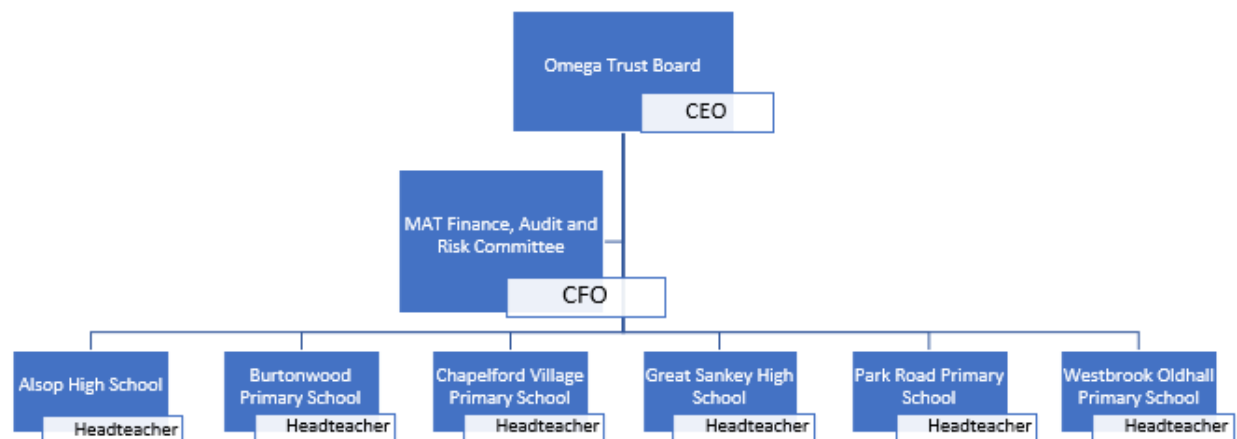 Omega Trust Board
CEO
MAT Finance, Audit and
Risk Committee
CFO
Alsop High School
Headteacher
Burtonwood
Primary School
Headteacher
Chapelford Village
Primary School
Headteacher
Great Sankey High
School
Headteacher
Park Road Primary
School
Headteacher
Westbrook Oldhall
Primary School
Headteacher